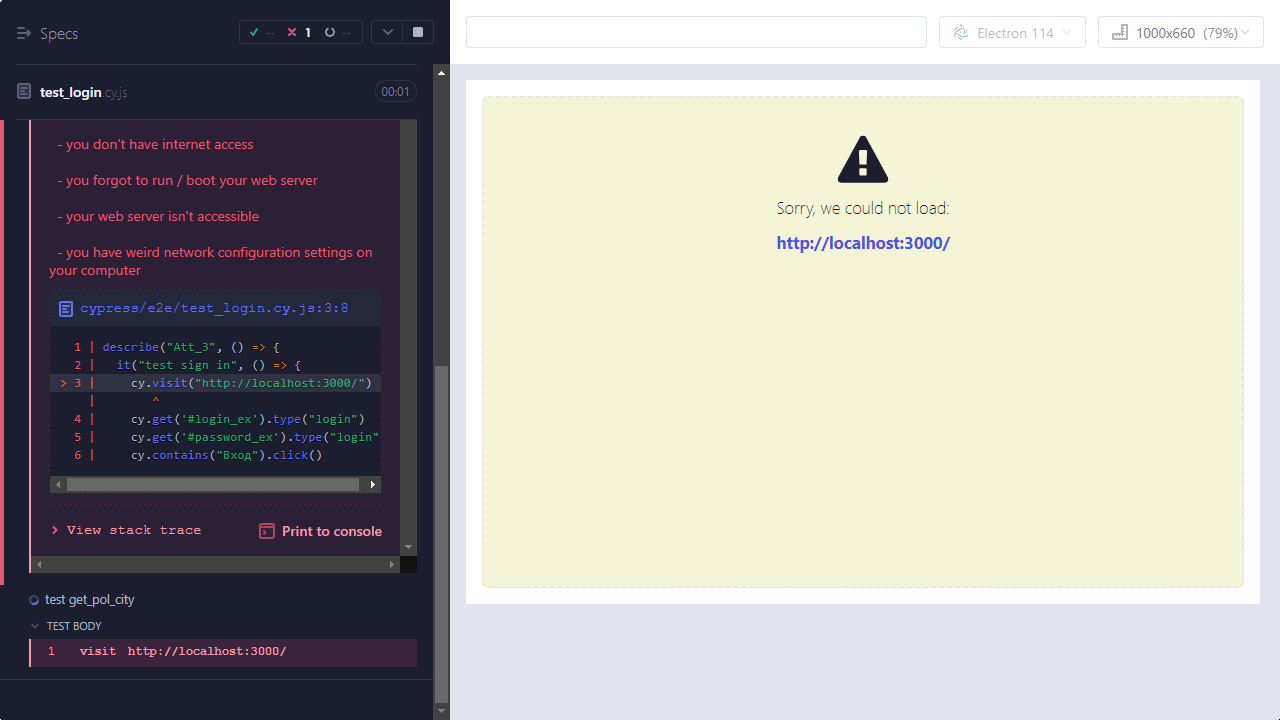 Specs
-- 1 --
test_login.cy.js 00:01
- you don't have internet access
- you forgot to run / boot your web server
- your web server isn't accessible
- you have weird network configuration settings on
your computer
cypress/e2e/test_login.cy.js:3:8
1 | describe("Att_3", () => {
2 |   it("test sign in", () => {
> 3 |     cy.visit("http://localhost:3000/")
|        ^
4 |     cy.get('#login_ex').type("login")
5 |     cy.get('#password_ex').type("login"
6 |     cy.contains("Вход").click()
> View stack trace
Print to console
test get_pol_city
TEST BODY
1 visit http://localhost:3000/
Electron 114
1000x660 (79%)
Sorry, we could not load:
http://localhost:3000/